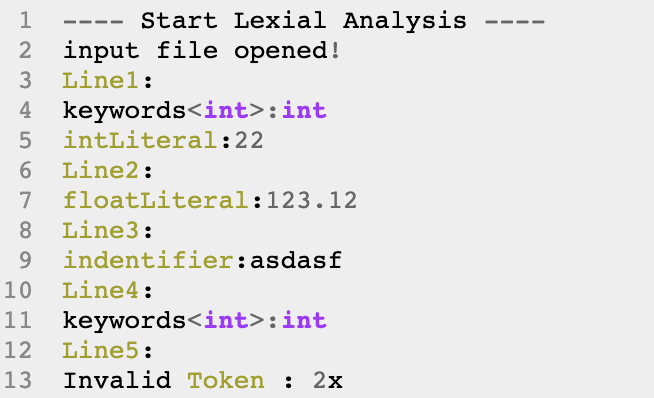 1 ---- Start Lexial Analysis ----
2 input file opened!
3 Line1:
4 keywords<int>:int
5 intLiteral:22
6 Line2:
7 floatLiteral:123.12
8 Line3:
9 indentifier:asdasf
10 Line4:
11 keywords<int>:int
12 Line5:
13 Invalid Token : 2x